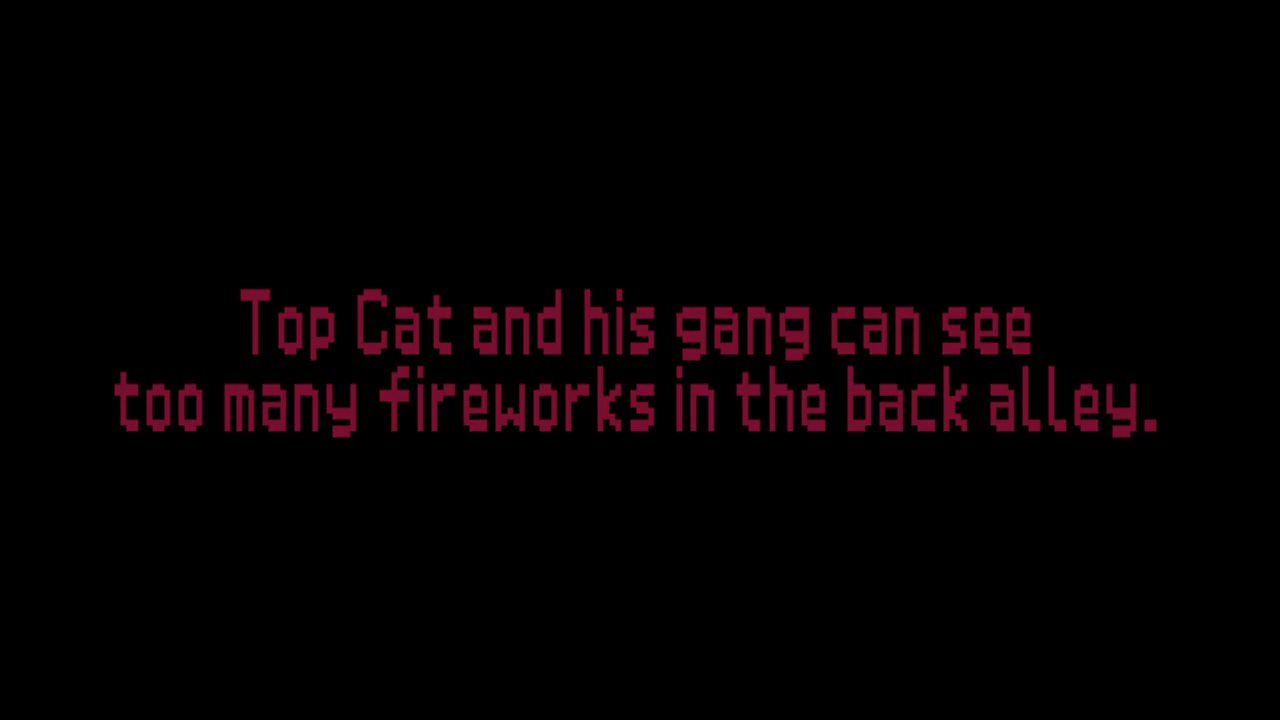 Top Cat and his gang can see
too many fireworks in the back alley.